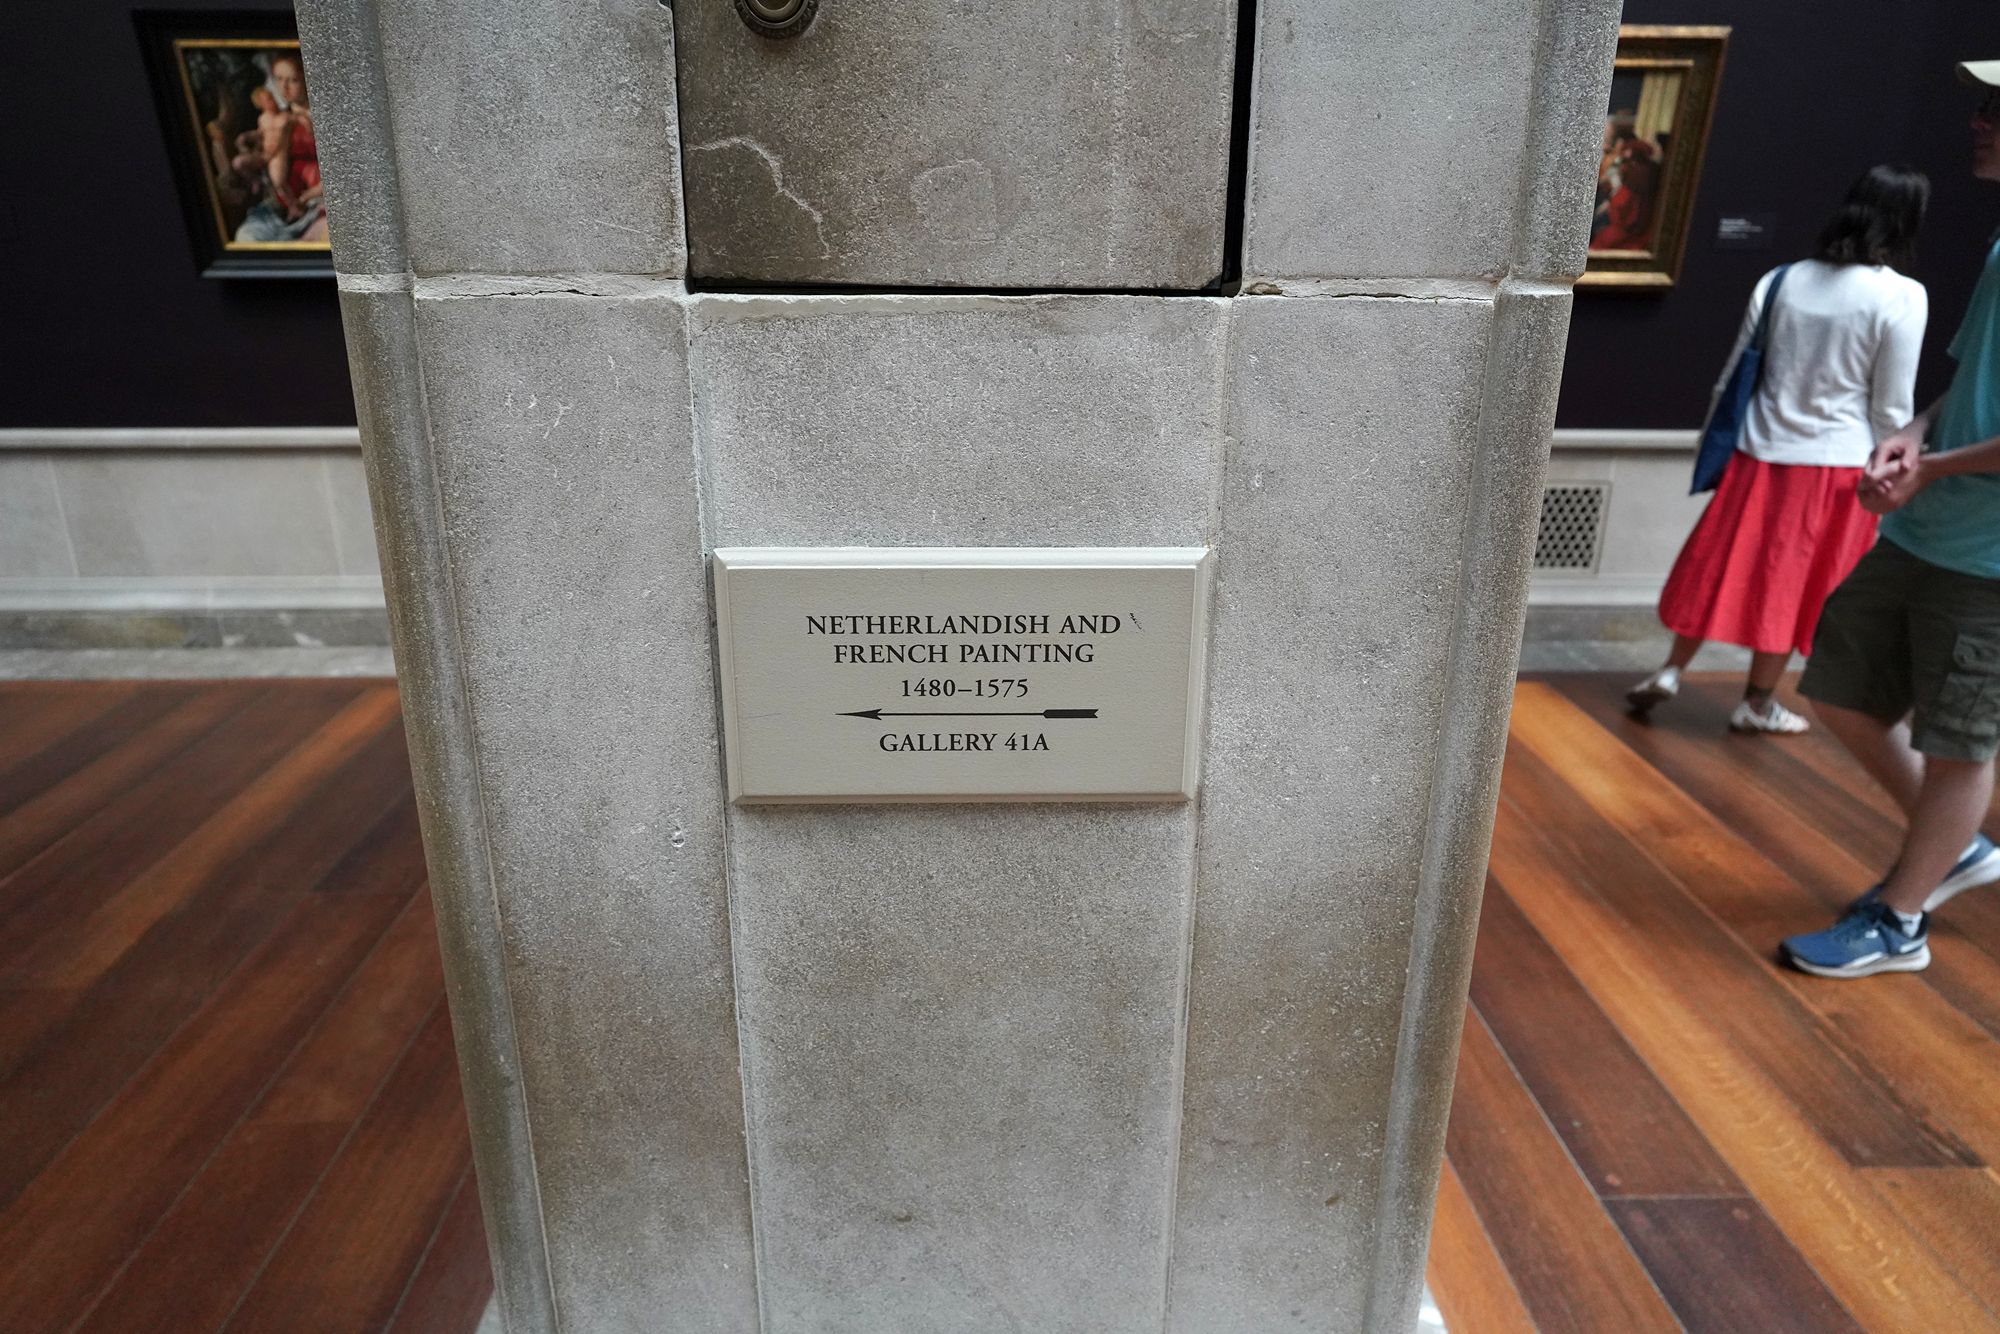 NETHERLANDISH AND
FRENCH PAINTING
1480–1575
GALLERY 41A